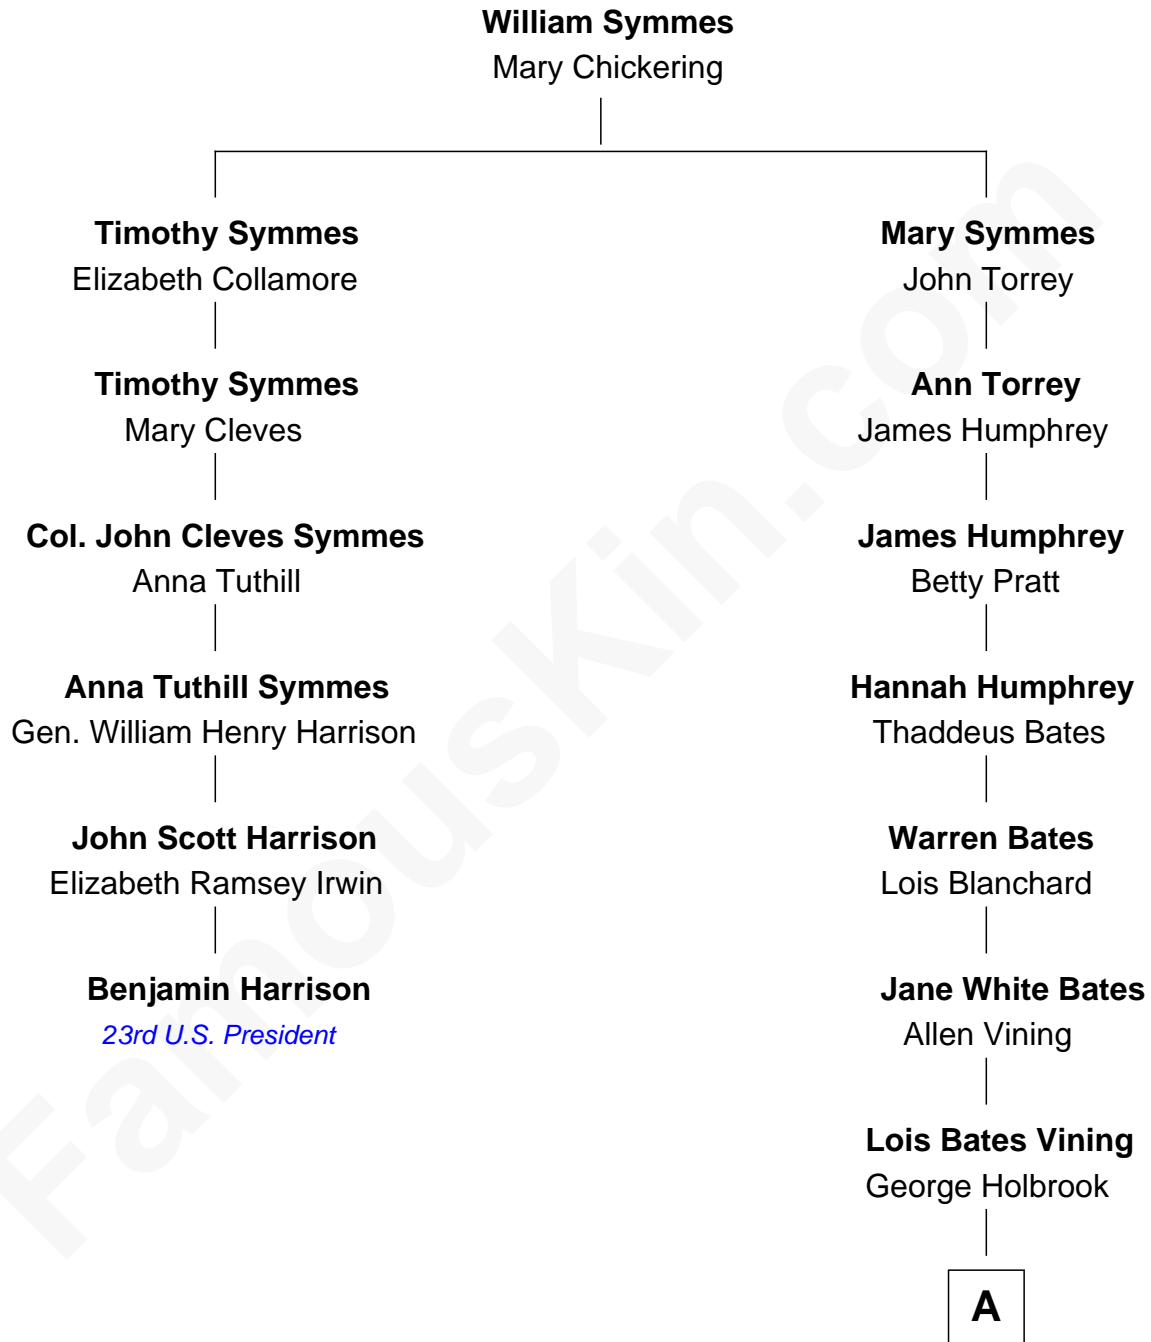 William Symmes
Mary Chickering
Timothy Symmes
Elizabeth Collamore
Mary Symmes
John Torrey
Timothy Symmes
Mary Cleves
Ann Torrey
James Humphrey
Col. John Cleves Symmes
Anna Tuthill
James Humphrey
Betty Pratt
Anna Tuthill Symmes
Gen. William Henry Harrison
Hannah Humphrey
Thaddeus Bates
John Scott Harrison
Elizabeth Ramsey Irwin
Warren Bates
Lois Blanchard
Benjamin Harrison
23rd U.S. President
Jane White Bates
Allen Vining
Lois Bates Vining
George Holbrook
A
FamousKin.com